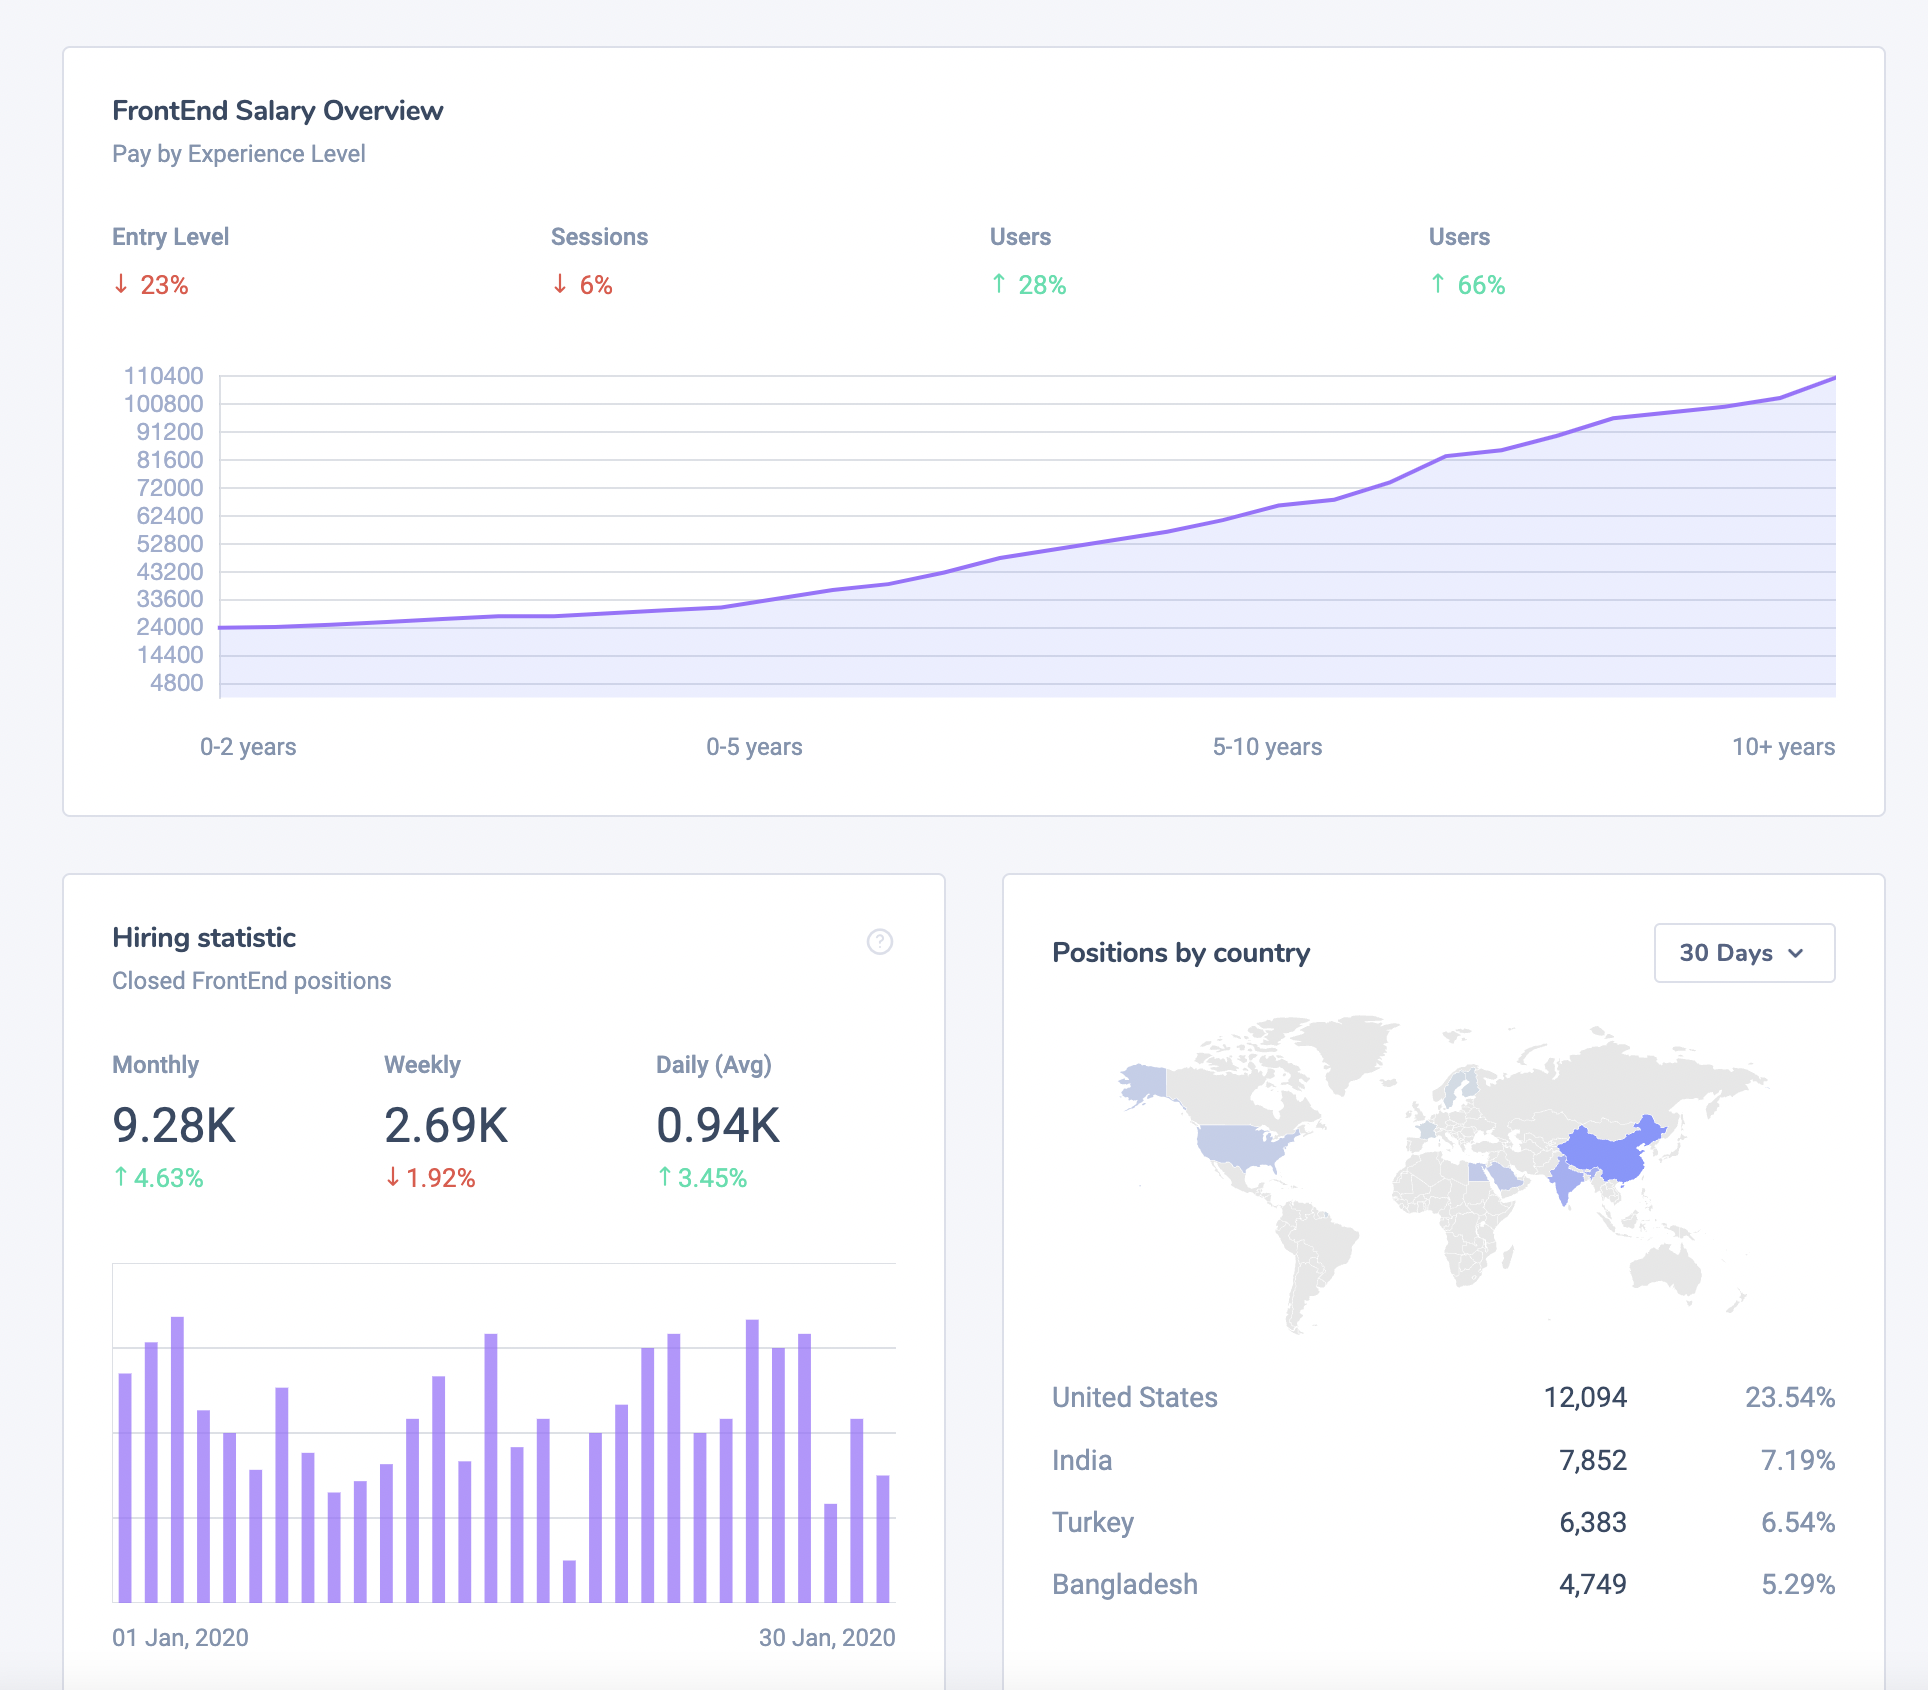 FrontEnd Salary Overview
Pay by Experience Level
Entry Level Sessions Users Users
↓ 23% ↓ 6% ↑ 28% ↑ 66%
110400
100800
91200
81600
72000
62400
52800
43200
33600
24000
14400
4800
0-2 years 0-5 years 5-10 years 10+ years
Hiring statistic ?
Closed FrontEnd positions
Monthly Weekly Daily (Avg)
9.28K 2.69K 0.94K
↑4.63% ↓1.92% ↑3.45%
01 Jan, 2020 30 Jan, 2020
Positions by country 30 Days
United States 12,094 23.54%
India 7,852 7.19%
Turkey 6,383 6.54%
Bangladesh 4,749 5.29%